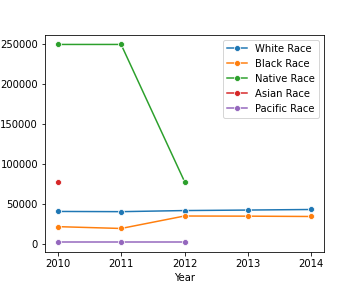 White Race
Black Race
Native Race
Asian Race
Pacific Race
250000
200000
150000
100000
50000
0
2010 2011 2012 2013 2014
Year